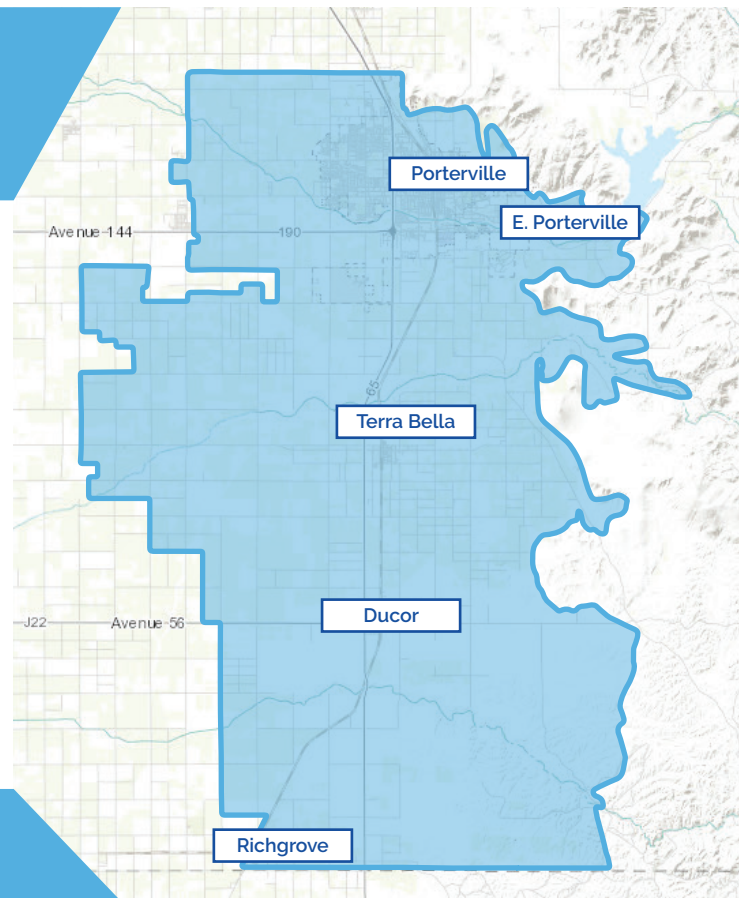 Porterville
E. Porterville
Avenue 144
190
65
Terra Bella
Ducor
J22
Avenue 56
Richgrove